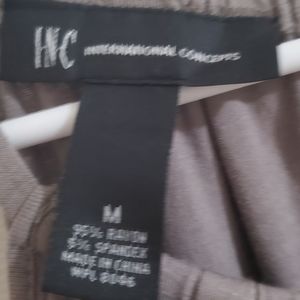 INC INTERNATIONAL CONCEPTS
M
95% RAYON
5% SPANDEX
MADE IN CHINA